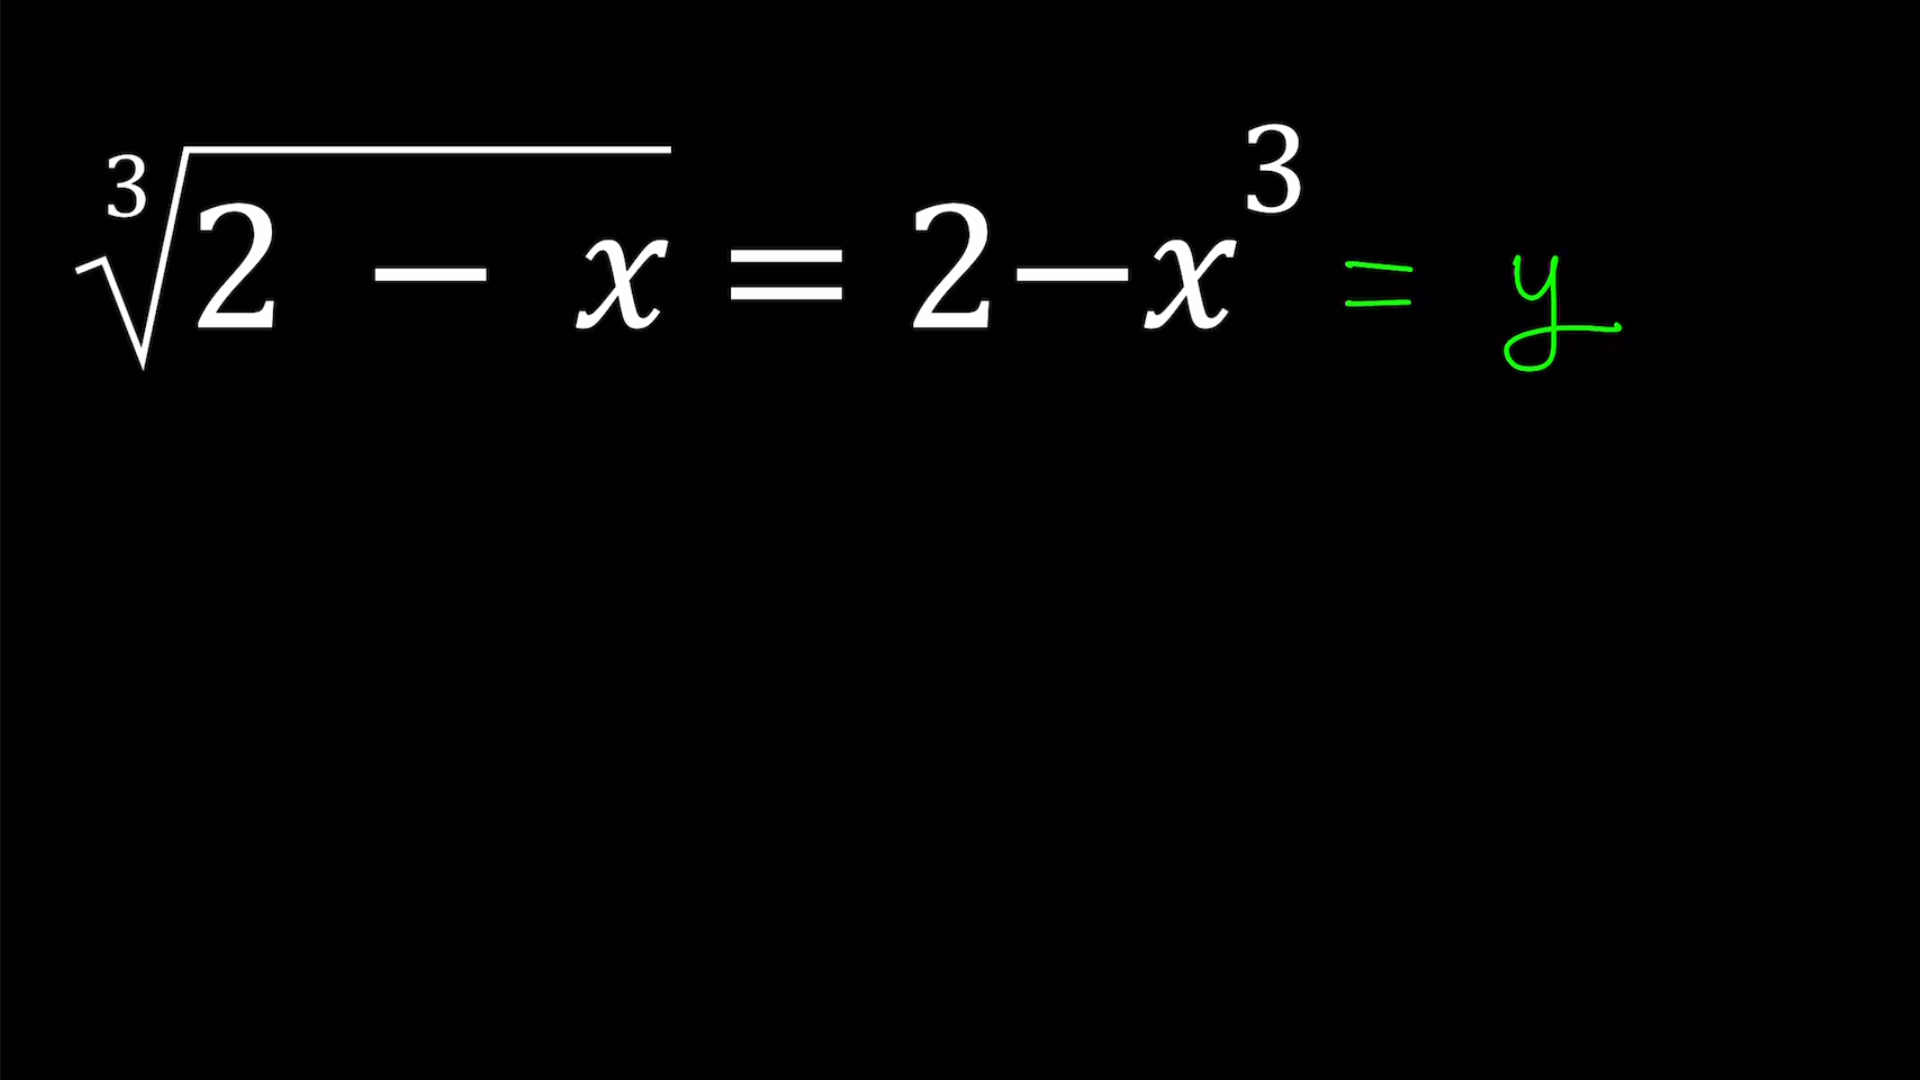 ∛(2 − x) = 2−x³ = y